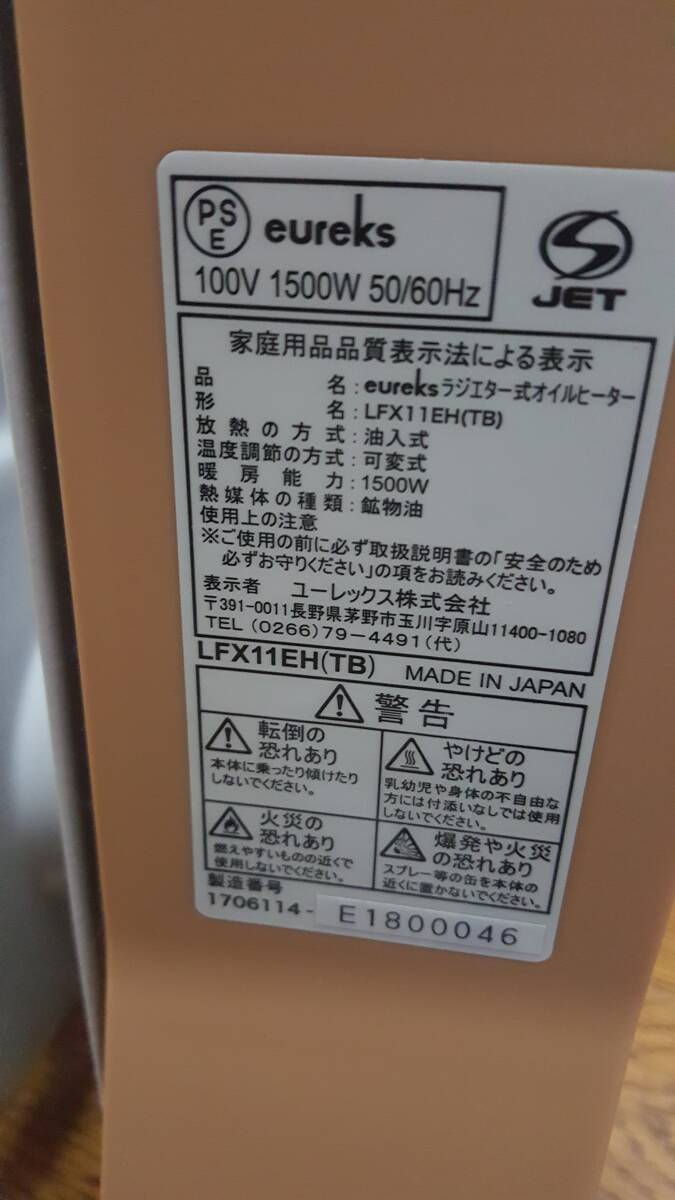 PS
E
eureks
100V 1500W 50/60Hz
JET
家庭用品品質表示法による表示
品名：eureksラジエター式オイルヒーター
形名：LFX11EH(TB)
放熱の方式：油入式
温度調節の方式：可変式
暖房能力：1500W
熱媒体の種類：鉱物油
使用上の注意
※ご使用の前に必ず取扱説明書の「安全のため
必ずお守りください」の項をお読みください。
表示者 ユーレックス株式会社
〒391-0011長野県茅野市玉川字原山11400-1080
TEL (0266)79-4491(代)
LFX11EH(TB) MADE IN JAPAN
警告
転倒の
恐れあり
本体に乗ったり傾けたり
しないでください。
やけどの
恐れあり
乳幼児や身体の不自由な
方には付添いなしでは使用
しないでください。
火災の
恐れあり
燃えやすいものの近くで
使用しないでください。
爆発や火災
の恐れあり
スプレー等の缶を本体の
近くに置かないでください。
製造番号
1706114- E1800046